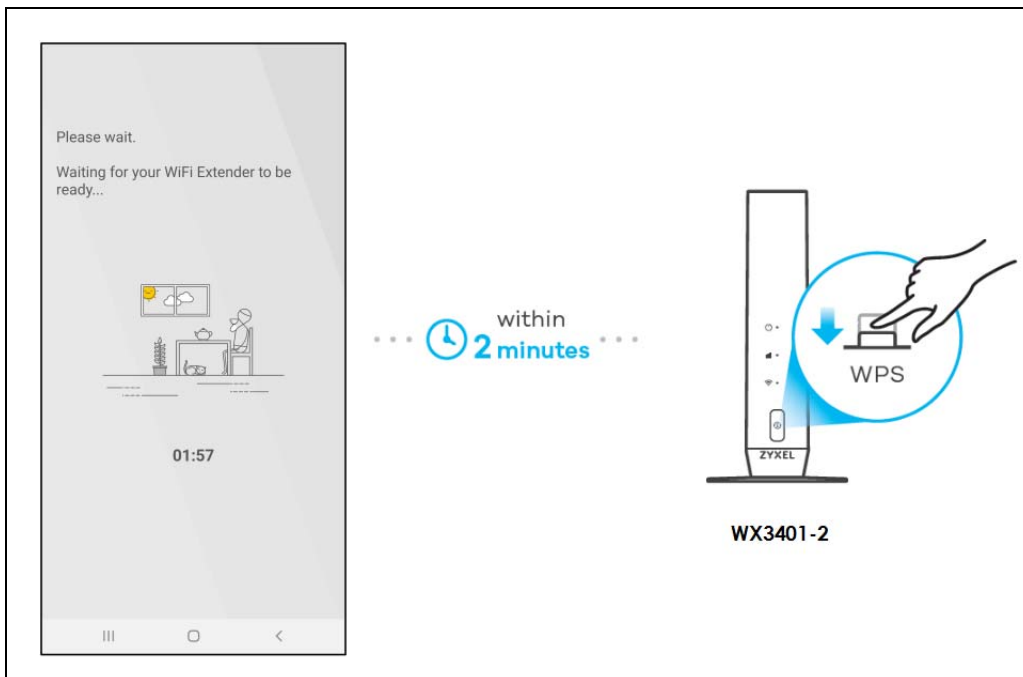 Please wait.
Waiting for your WiFi Extender to be
ready...
01:57
within
2 minutes
WPS
ZYXEL
WX3401-2